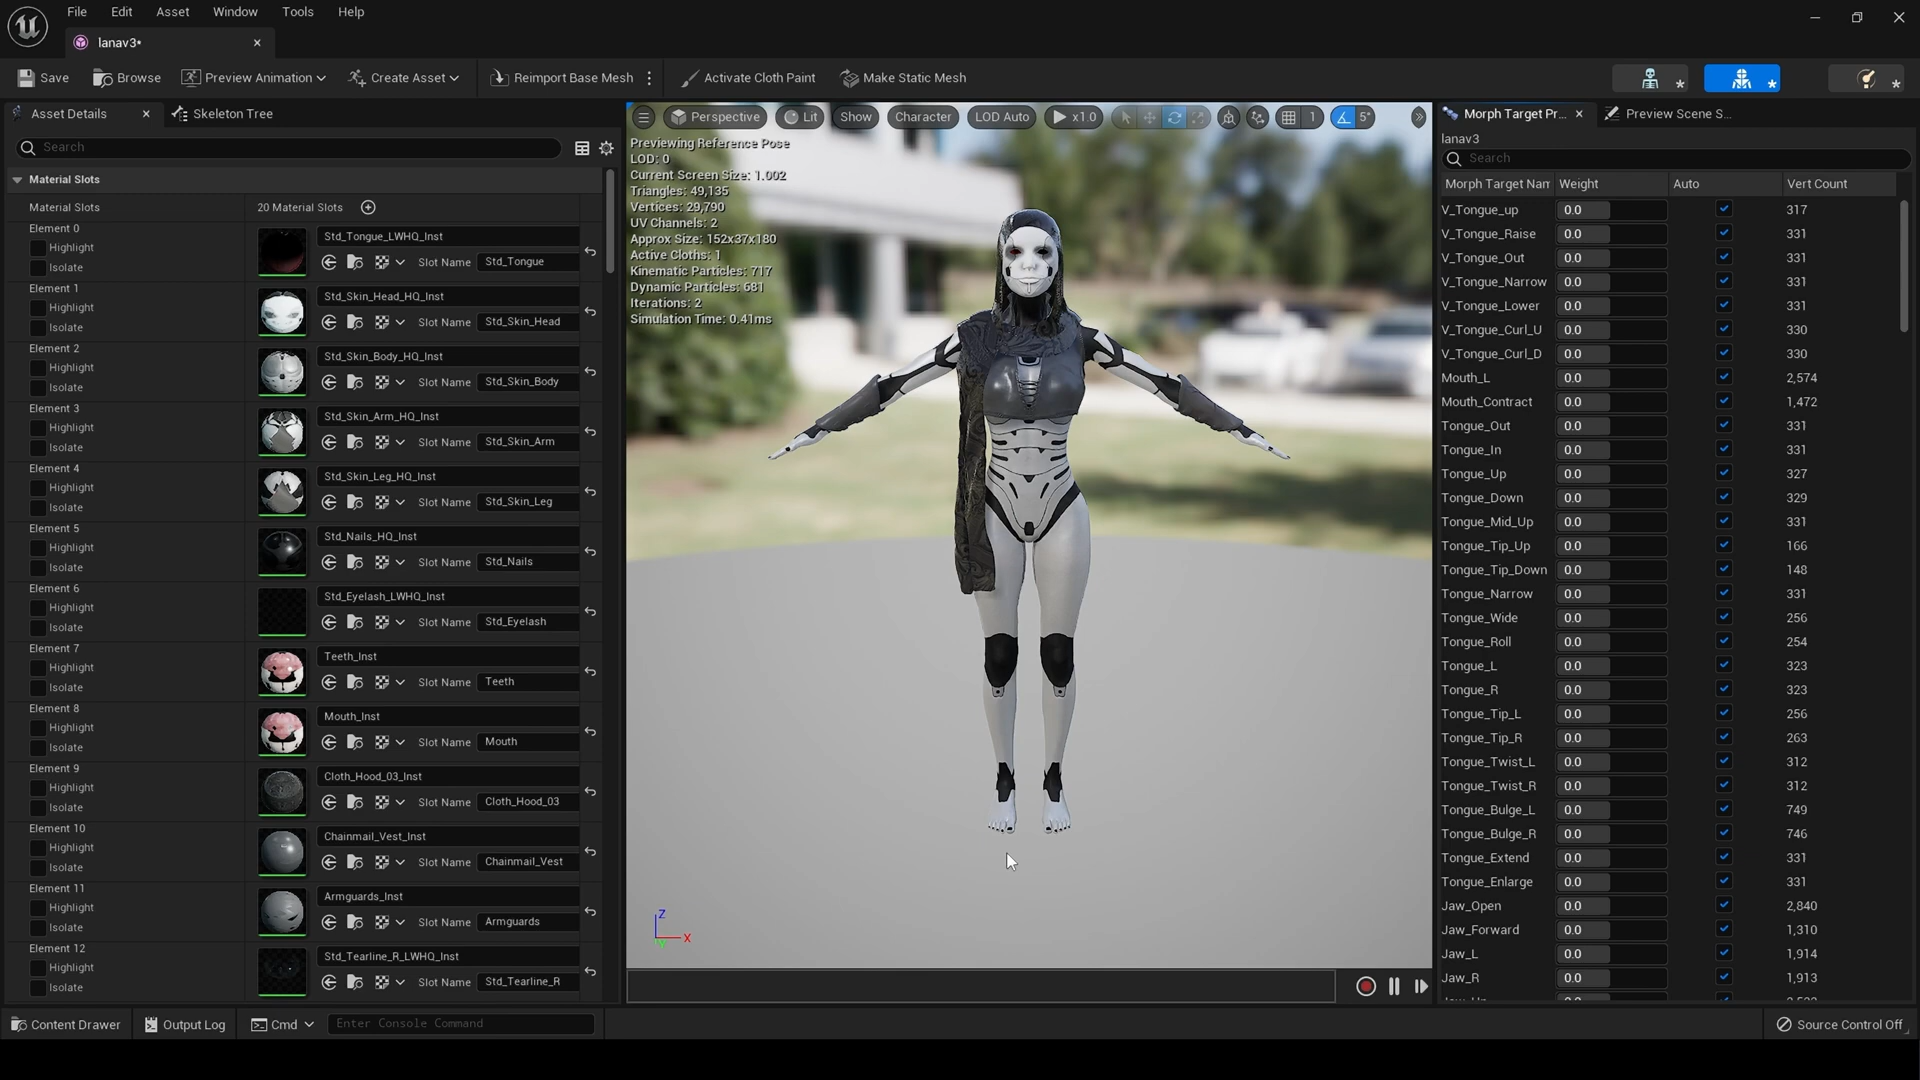 File Edit Asset Window Tools Help
lanav3*
Save Browse Preview Animation Create Asset Reimport Base Mesh Activate Cloth Paint Make Static Mesh
Asset Details Skeleton Tree
Search
Material Slots
Material Slots 20 Material Slots
Element 0
Highlight
Isolate
Std_Tongue_LWHQ_Inst
Slot Name Std_Tongue
Element 1
Highlight
Isolate
Std_Skin_Head_HQ_Inst
Slot Name Std_Skin_Head
Element 2
Highlight
Isolate
Std_Skin_Body_HQ_Inst
Slot Name Std_Skin_Body
Element 3
Highlight
Isolate
Std_Skin_Arm_HQ_Inst
Slot Name Std_Skin_Arm
Element 4
Highlight
Isolate
Std_Skin_Leg_HQ_Inst
Slot Name Std_Skin_Leg
Element 5
Highlight
Isolate
Std_Nails_HQ_Inst
Slot Name Std_Nails
Element 6
Highlight
Isolate
Std_Eyelash_LWHQ_Inst
Slot Name Std_Eyelash
Element 7
Highlight
Isolate
Teeth_Inst
Slot Name Teeth
Element 8
Highlight
Isolate
Mouth_Inst
Slot Name Mouth
Element 9
Highlight
Isolate
Cloth_Hood_03_Inst
Slot Name Cloth_Hood_03
Element 10
Highlight
Isolate
Chainmail_Vest_Inst
Slot Name Chainmail_Vest
Element 11
Highlight
Isolate
Armguards_Inst
Slot Name Armguards
Element 12
Highlight
Isolate
Std_Tearline_R_LWHQ_Inst
Slot Name Std_Tearline_R
Perspective Lit Show Character LOD Auto x1.0 1 5°
Previewing Reference Pose
LOD: 0
Current Screen Size: 1.002
Triangles: 49,135
Vertices: 29,790
UV Channels: 2
Approx Size: 152x37x180
Active Cloths: 1
Kinematic Particles: 717
Dynamic Particles: 681
Iterations: 2
Simulation Time: 0.41ms
Z
X
Y
Morph Target Pr... Preview Scene S...
lanav3
Search
Morph Target Nam Weight Auto Vert Count
V_Tongue_up 0.0 317
V_Tongue_Raise 0.0 331
V_Tongue_Out 0.0 331
V_Tongue_Narrow 0.0 331
V_Tongue_Lower 0.0 331
V_Tongue_Curl_U 0.0 330
V_Tongue_Curl_D 0.0 330
Mouth_L 0.0 2,574
Mouth_Contract 0.0 1,472
Tongue_Out 0.0 331
Tongue_In 0.0 331
Tongue_Up 0.0 327
Tongue_Down 0.0 329
Tongue_Mid_Up 0.0 331
Tongue_Tip_Up 0.0 166
Tongue_Tip_Down 0.0 148
Tongue_Narrow 0.0 331
Tongue_Wide 0.0 256
Tongue_Roll 0.0 254
Tongue_L 0.0 323
Tongue_R 0.0 323
Tongue_Tip_L 0.0 256
Tongue_Tip_R 0.0 263
Tongue_Twist_L 0.0 312
Tongue_Twist_R 0.0 312
Tongue_Bulge_L 0.0 749
Tongue_Bulge_R 0.0 746
Tongue_Extend 0.0 331
Tongue_Enlarge 0.0 331
Jaw_Open 0.0 2,840
Jaw_Forward 0.0 1,310
Jaw_L 0.0 1,914
Jaw_R 0.0 1,913
Content Drawer Output Log Cmd Enter Console Command Source Control Off